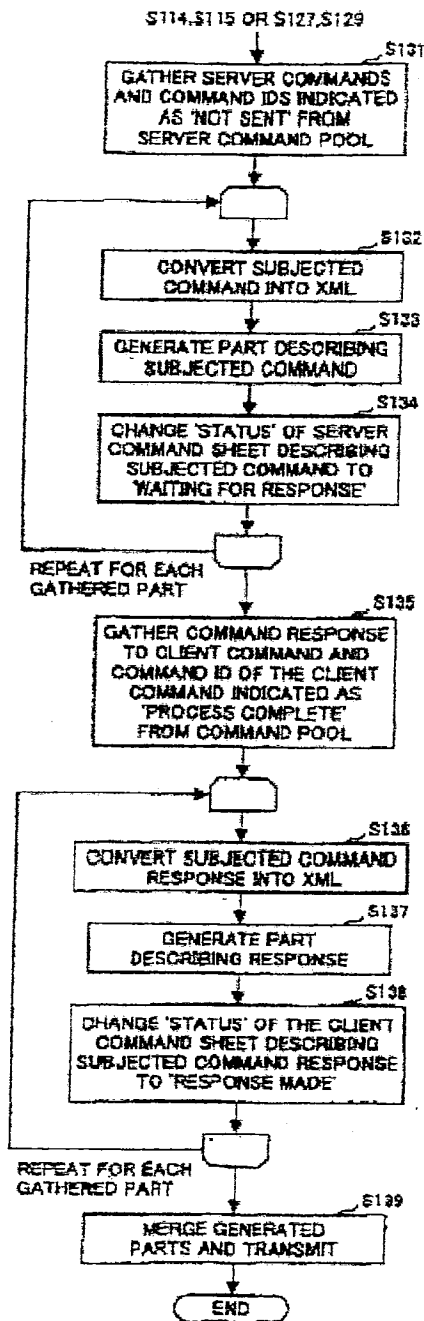 S114,S115 OR S127,S129
S131
GATHER SERVER COMMANDS
AND COMMAND IDS INDICATED
AS 'NOT SENT' FROM
SERVER COMMAND POOL
S132
CONVERT SUBJECTED
COMMAND INTO XML
S133
GENERATE PART DESCRIBING
SUBJECTED COMMAND
S134
CHANGE 'STATUS' OF SERVER
COMMAND SHEET DESCRIBING
SUBJECTED COMMAND TO
'WAITING FOR RESPONSE'
REPEAT FOR EACH
GATHERED PART
S135
GATHER COMMAND RESPONSE
TO CLIENT COMMAND AND
COMMAND ID OF THE CLIENT
COMMAND INDICATED AS
'PROCESS COMPLETE'
FROM COMMAND POOL
S136
CONVERT SUBJECTED COMMAND
RESPONSE INTO XML
S137
GENERATE PART
DESCRIBING RESPONSE
S138
CHANGE 'STATUS' OF THE CLIENT
COMMAND SHEET DESCRIBING
SUBJECTED COMMAND RESPONSE
TO 'RESPONSE MADE'
REPEAT FOR EACH
GATHERED PART
S139
MERGE GENERATED
PARTS AND TRANSMIT
END